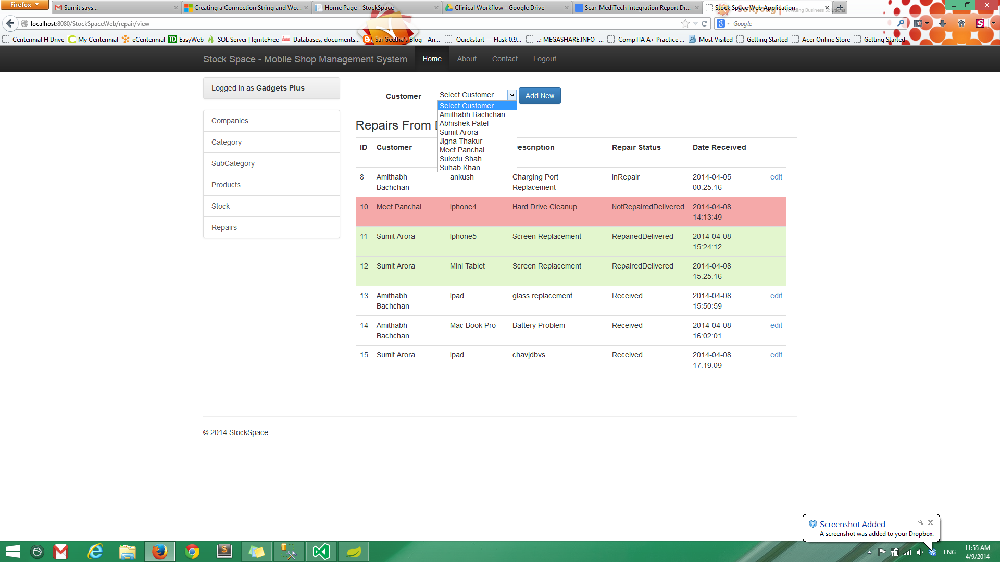 Firefox
Sumit says...
Creating a Connection String and Wo...
Home Page - StockSpace
Clinical Workflow - Google Drive
Scar-MediTech Integration Report Dr...
Stock Space Web Application
Providing Business Solutions
localhost:8080/StockSpaceWeb/repair/view
Google
Centennial H Drive
My Centennial
eCentennial
EasyWeb
SQL Server | IgniteFree
Databases, documents...
Sai Geetha's Blog - An...
Quickstart — Flask 0.9...
..: MEGASHARE.INFO -...
CompTIA A+ Practice ...
Most Visited
Getting Started
Acer Online Store
Getting Started
Stock Space - Mobile Shop Management System
Home
About
Contact
Logout
Logged in as Gadgets Plus
Companies
Category
SubCategory
Products
Stock
Repairs
Customer
Select Customer
Add New
Select Customer
Amithabh Bachchan
Abhishek Patel
Sumit Arora
Jigna Thakur
Meet Panchal
Suketu Shah
Suhab Khan
Repairs From
ID Customer escription Repair Status Date Received
8 Amithabh Bachchan ankush Charging Port Replacement InRepair 2014-04-05 00:25:16 edit
10 Meet Panchal Iphone4 Hard Drive Cleanup NotRepairedDelivered 2014-04-08 14:13:49
11 Sumit Arora Iphone5 Screen Replacement RepairedDelivered 2014-04-08 15:24:12
12 Sumit Arora Mini Tablet Screen Replacement RepairedDelivered 2014-04-08 15:25:16
13 Amithabh Bachchan Ipad glass replacement Received 2014-04-08 15:50:59 edit
14 Amithabh Bachchan Mac Book Pro Battery Problem Received 2014-04-08 16:02:01 edit
15 Sumit Arora Ipad chavjdbvs Received 2014-04-08 17:19:09 edit
© 2014 StockSpace
Screenshot Added
A screenshot was added to your Dropbox.
ENG
11:55 AM
4/9/2014